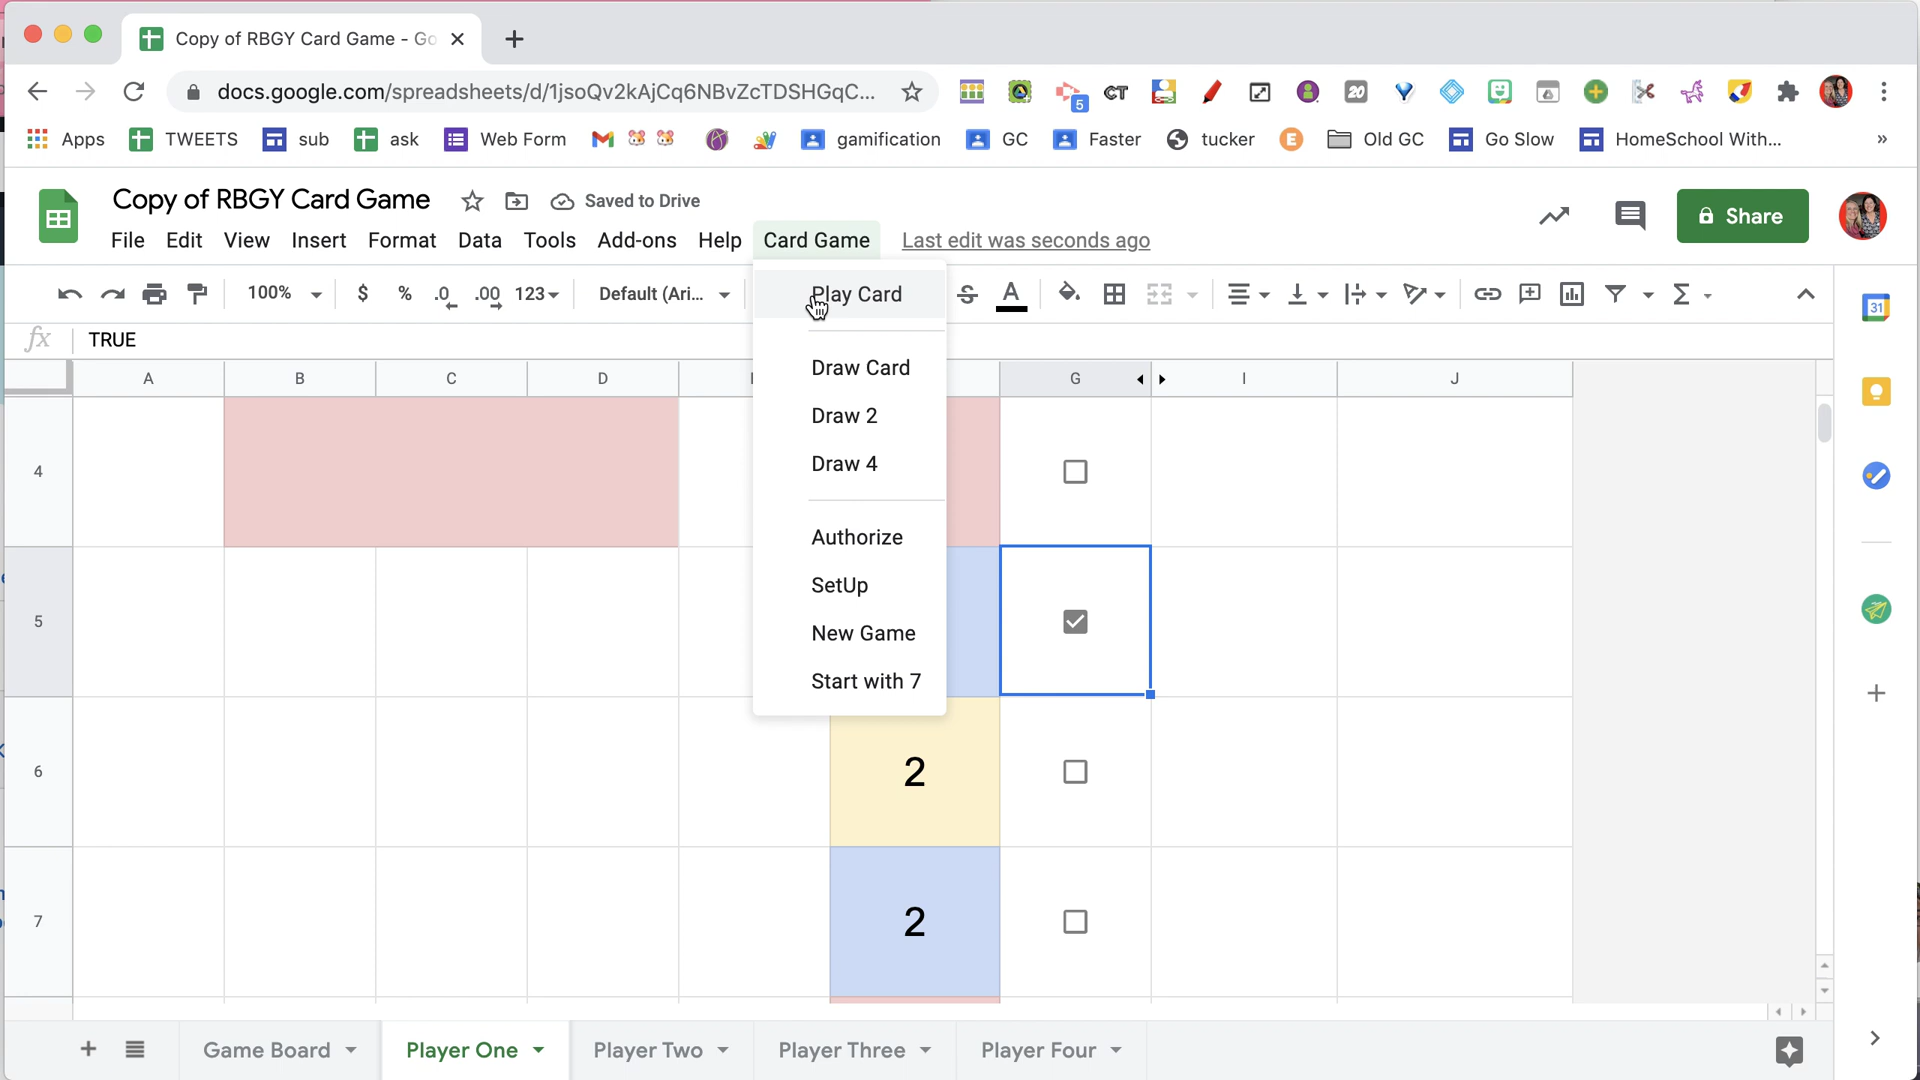 Copy of RBGY Card Game - Go
docs.google.com/spreadsheets/d/1jsoQv2kAjCq6NBvZcTDSHGqC...
5
CT
20
Apps
TWEETS
sub
ask
Web Form
gamification
GC
Faster
tucker
E
Old GC
Go Slow
HomeSchool With...
»
Copy of RBGY Card Game
Saved to Drive
Share
File
Edit
View
Insert
Format
Data
Tools
Add-ons
Help
Card Game
Last edit was seconds ago
100%
$
%
.0
.00
123
Default (Ari...
A
31
Play Card
Draw Card
Draw 2
Draw 4
Authorize
SetUp
New Game
Start with 7
fx
TRUE
A
B
C
D
G
I
J
4
5
6
2
7
2
Game Board
Player One
Player Two
Player Three
Player Four